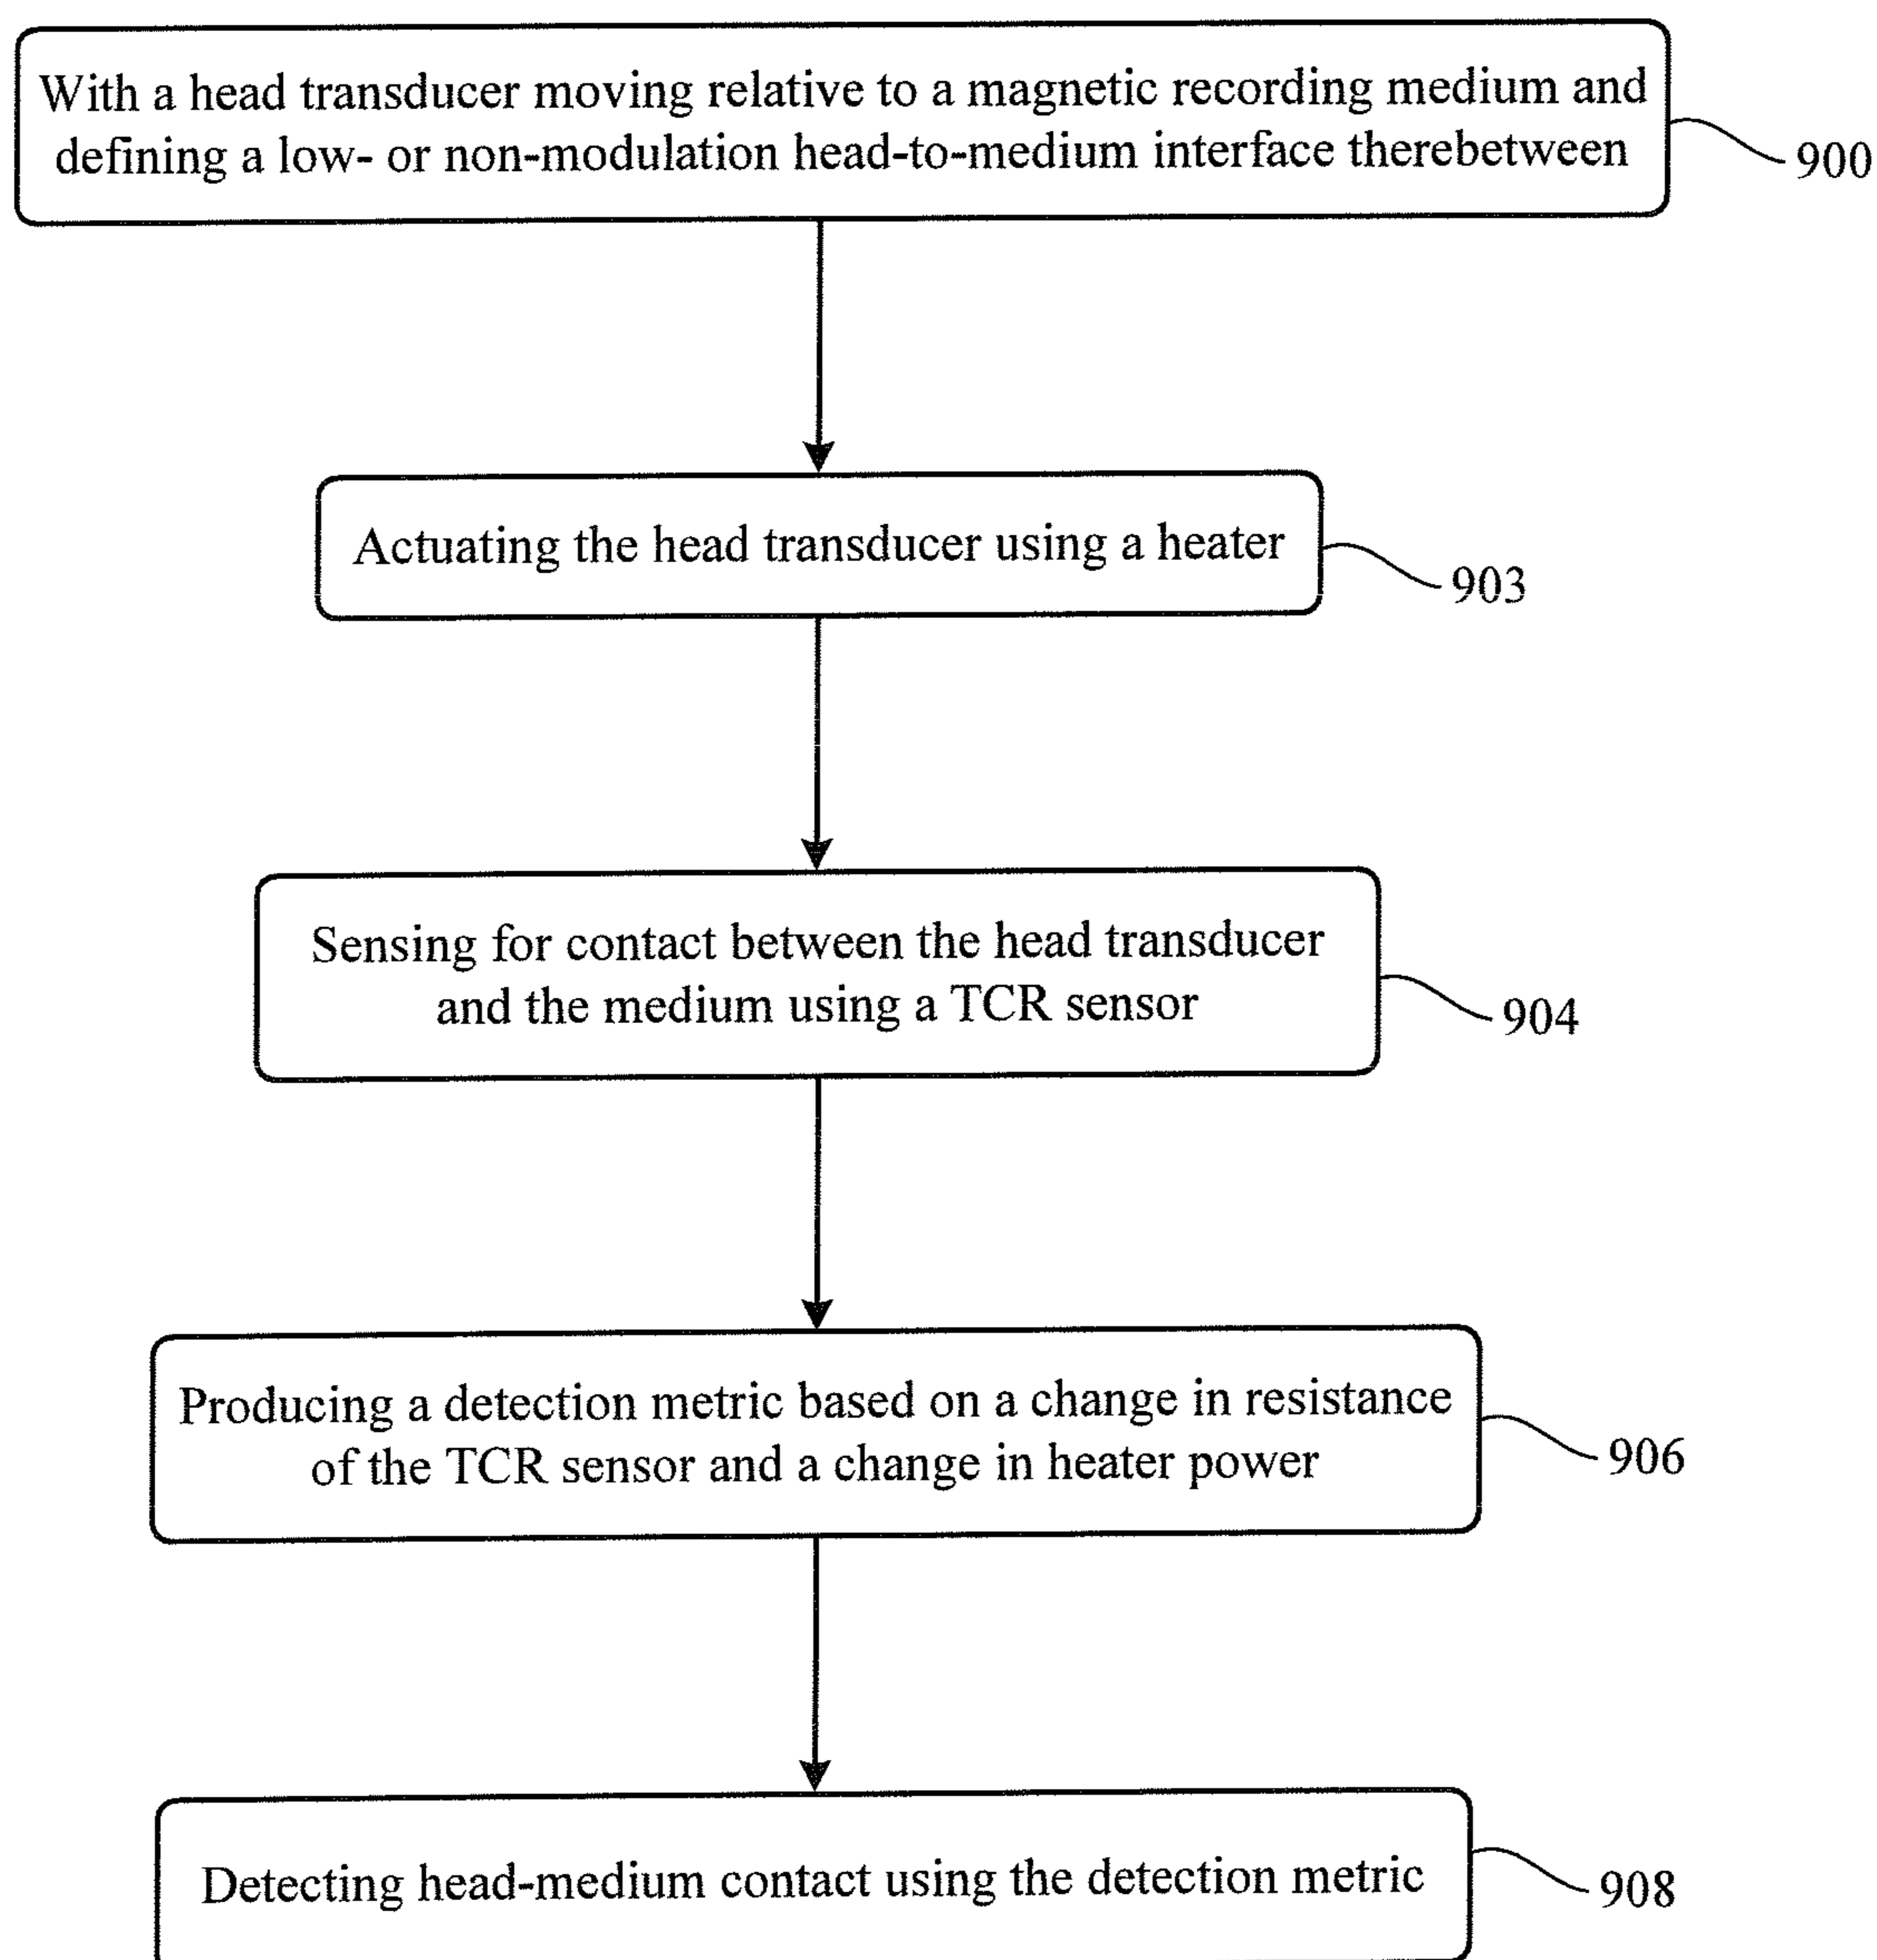 With a head transducer moving relative to a magnetic recording medium and
defining a low- or non-modulation head-to-medium interface therebetween
900
Actuating the head transducer using a heater
903
Sensing for contact between the head transducer
and the medium using a TCR sensor
904
Producing a detection metric based on a change in resistance
of the TCR sensor and a change in heater power
906
Detecting head-medium contact using the detection metric
908